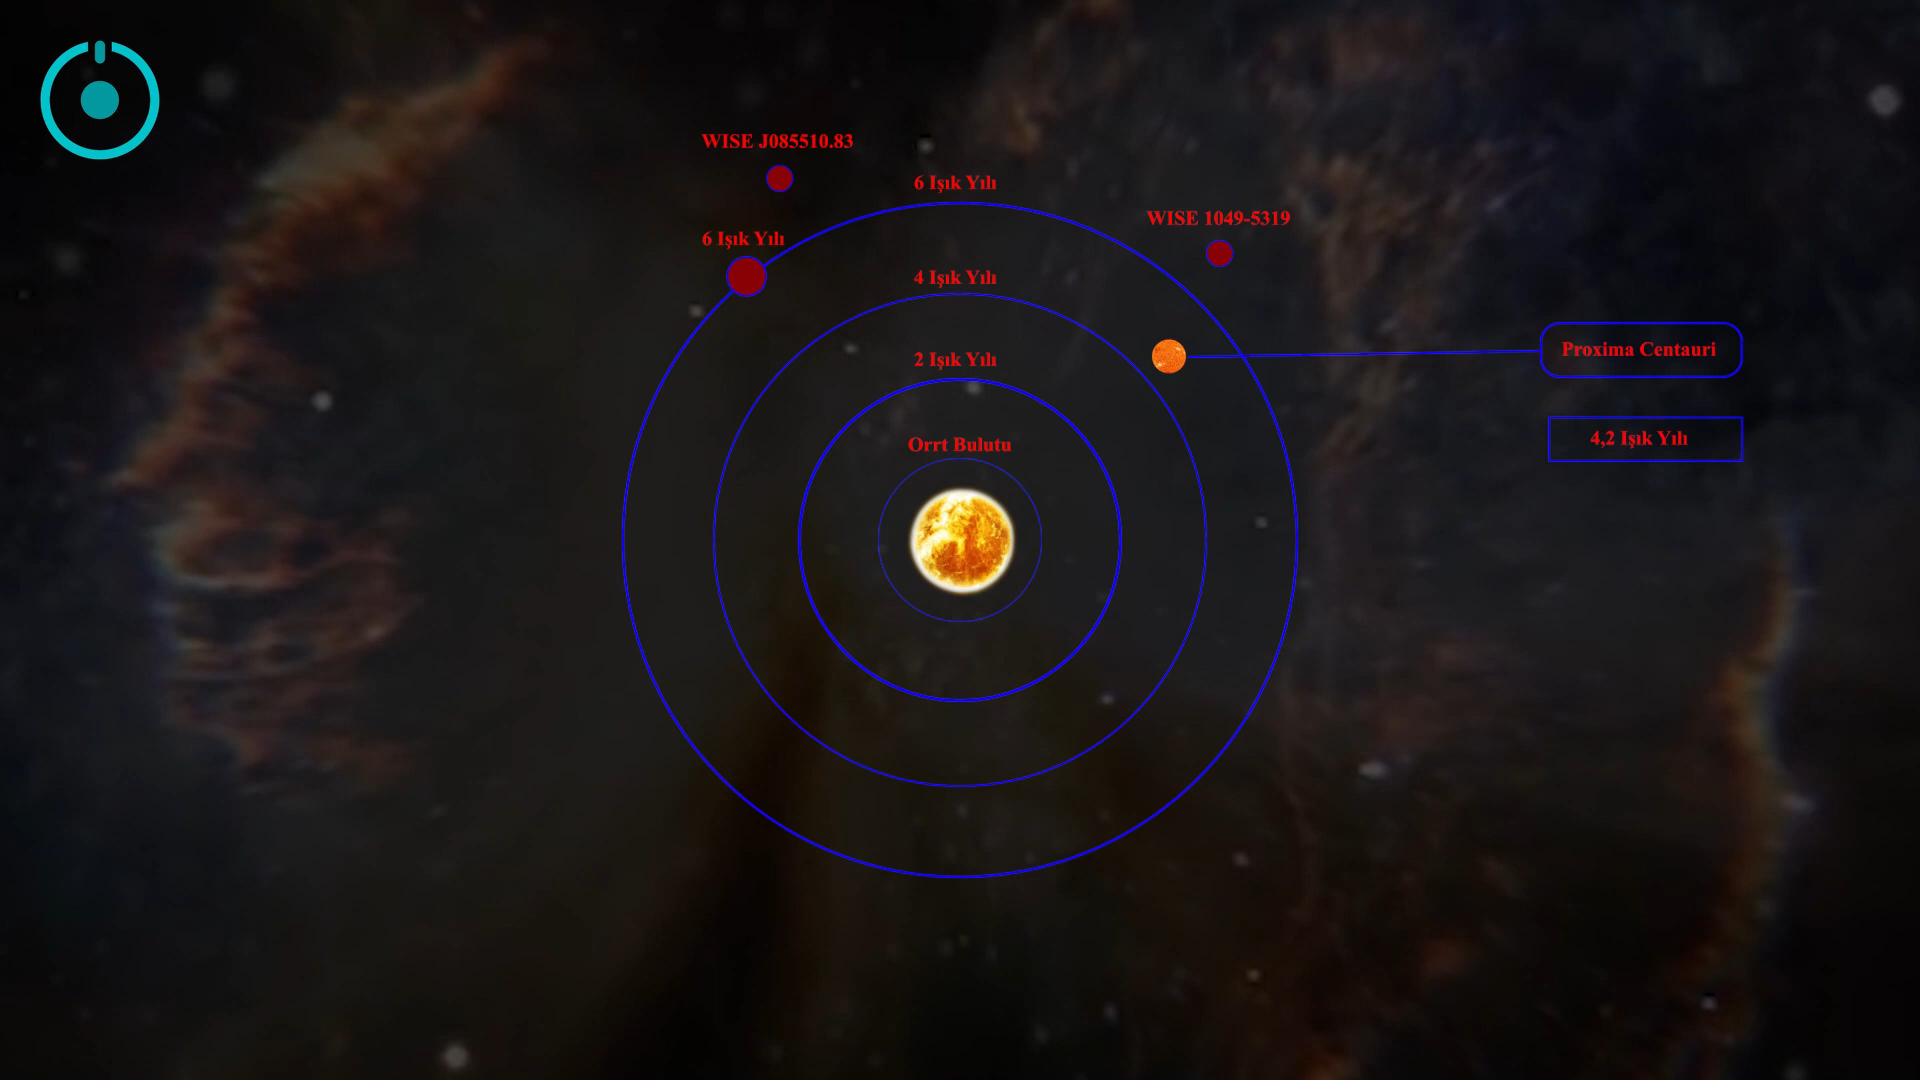 WISE J085510.83
6 Işık Yılı
WISE 1049-5319
6 Işık Yılı
4 Işık Yılı
Proxima Centauri
2 Işık Yılı
4,2 Işık Yılı
Orrt Bulutu